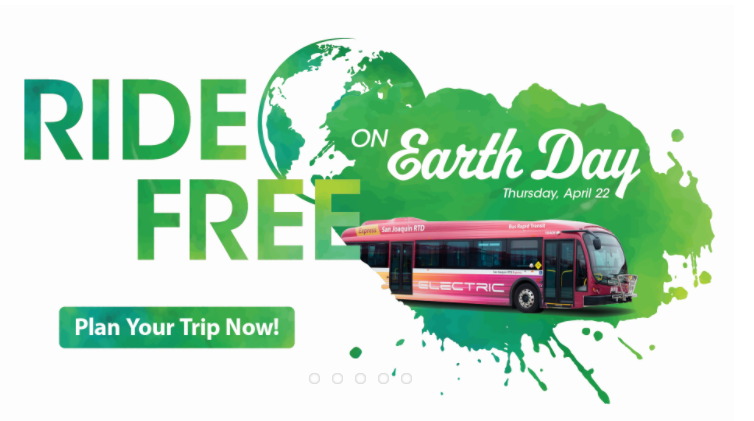 RIDE
FREE
ON Earth Day
Thursday, April 22
Express San Joaquin RTD
Bus Rapid Transit
ELECTRIC
Plan Your Trip Now!